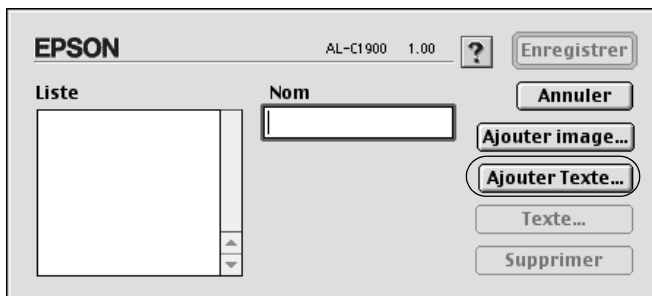 EPSON AL-C1900 1.00 ? Enregistrer
Liste Nom Annuler
Ajouter image...
Ajouter Texte...
Texte...
Supprimer